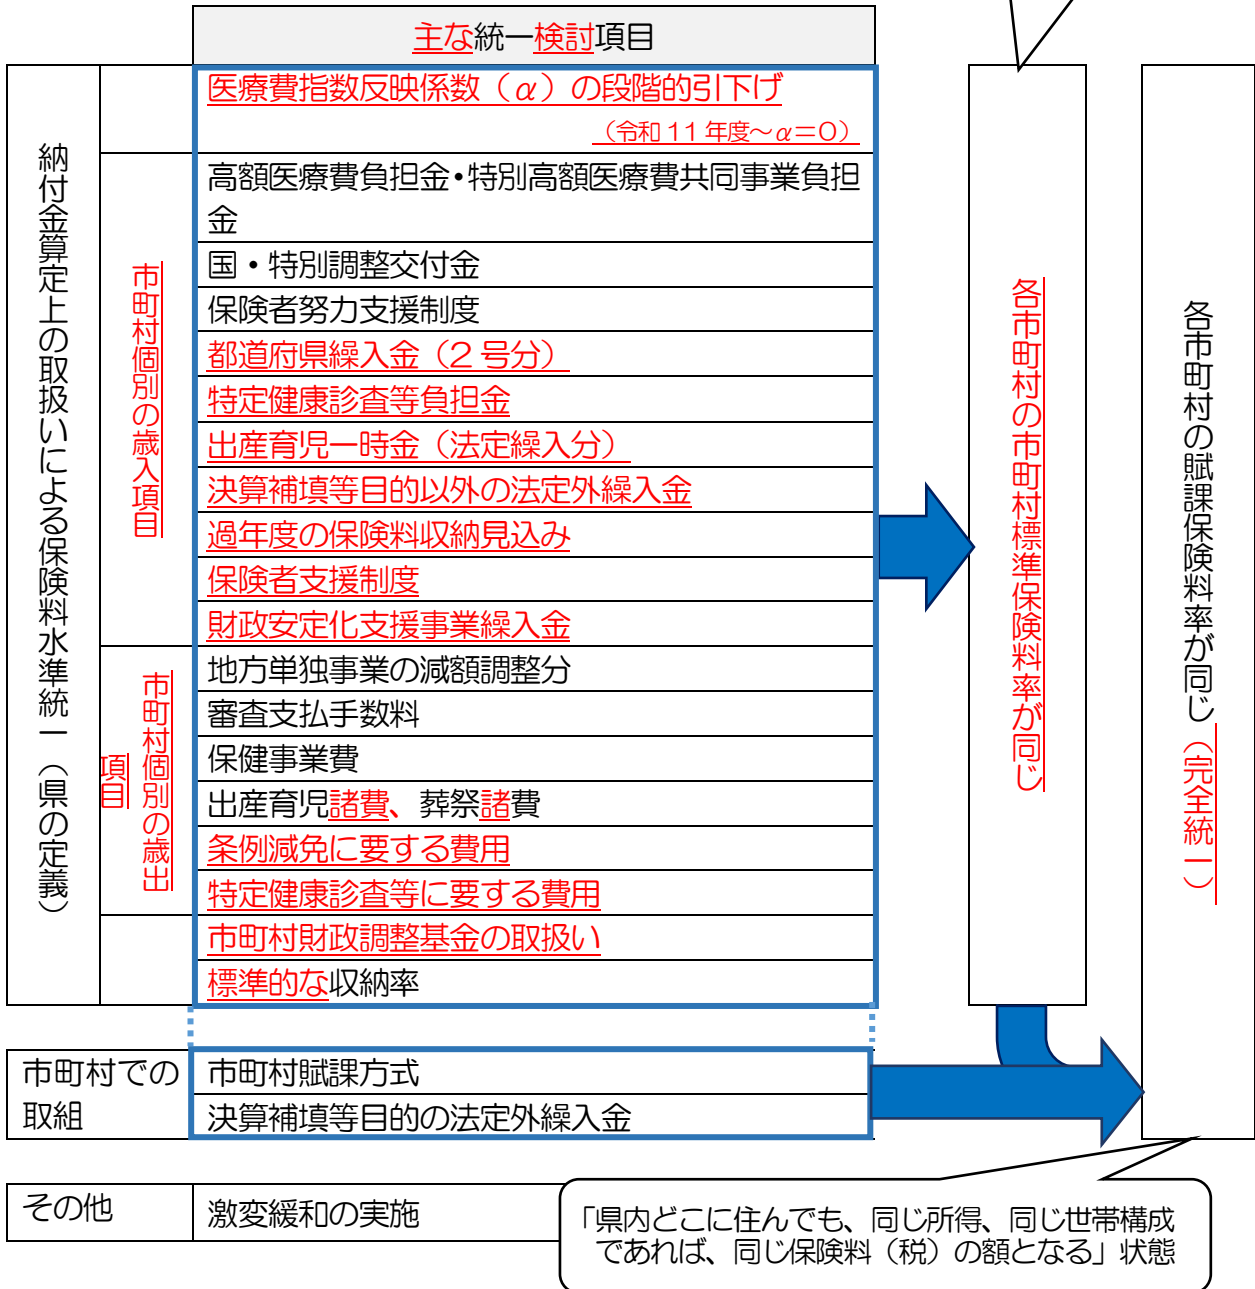 主な統一検討項目
納付金算定上の取扱いによる保険料水準統一（県の定義）
医療費指数反映係数（α）の段階的引下げ
（令和11年度～α＝0）
市町村個別の歳入項目
高額医療費負担金・特別高額医療費共同事業負担
金
国・特別調整交付金
保険者努力支援制度
都道府県繰入金（2号分）
特定健康診査等負担金
出産育児一時金（法定繰入分）
決算補填等目的以外の法定外繰入金
過年度の保険料収納見込み
保険者支援制度
財政安定化支援事業繰入金
市町村個別の歳出
項目
地方単独事業の減額調整分
審査支払手数料
保健事業費
出産育児諸費、葬祭諸費
条例減免に要する費用
特定健康診査等に要する費用
市町村財政調整基金の取扱い
標準的な収納率
各市町村の市町村標準保険料率が同じ
各市町村の賦課保険料率が同じ（完全統一）
市町村での
取組
市町村賦課方式
決算補填等目的の法定外繰入金
その他
激変緩和の実施
「県内どこに住んでも、同じ所得、同じ世帯構成
であれば、同じ保険料（税）の額となる」状態